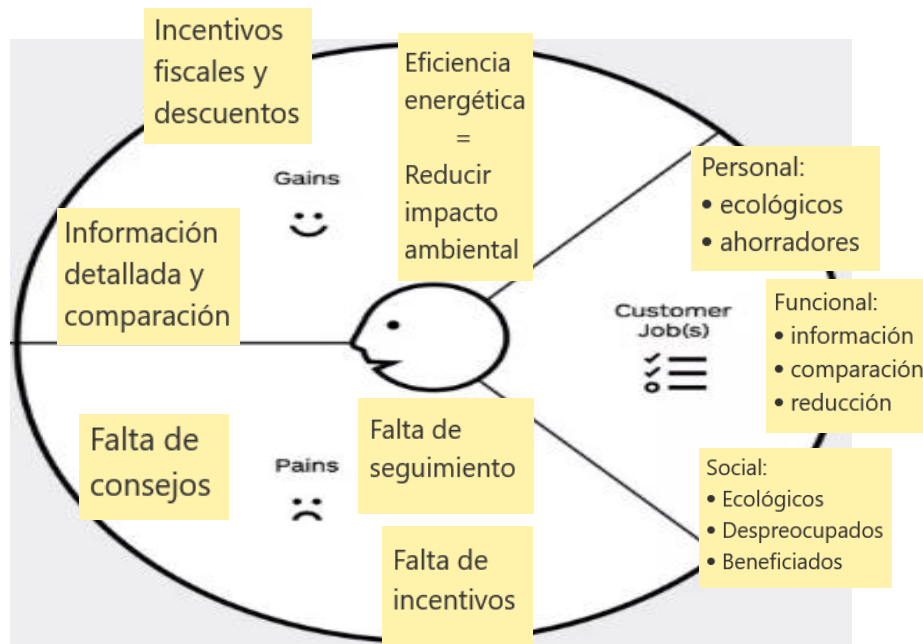 Incentivos
fiscales y
descuentos
Eficiencia
energética
=
Reducir
impacto
ambiental
Gains
Información
detallada y
comparación
Personal:
• ecológicos
• ahorradores
Customer
Job(s)
Funcional:
• información
• comparación
• reducción
Social:
• Ecológicos
• Despreocupados
• Beneficiados
Falta de
consejos
Pains
Falta de
seguimiento
Falta de
incentivos